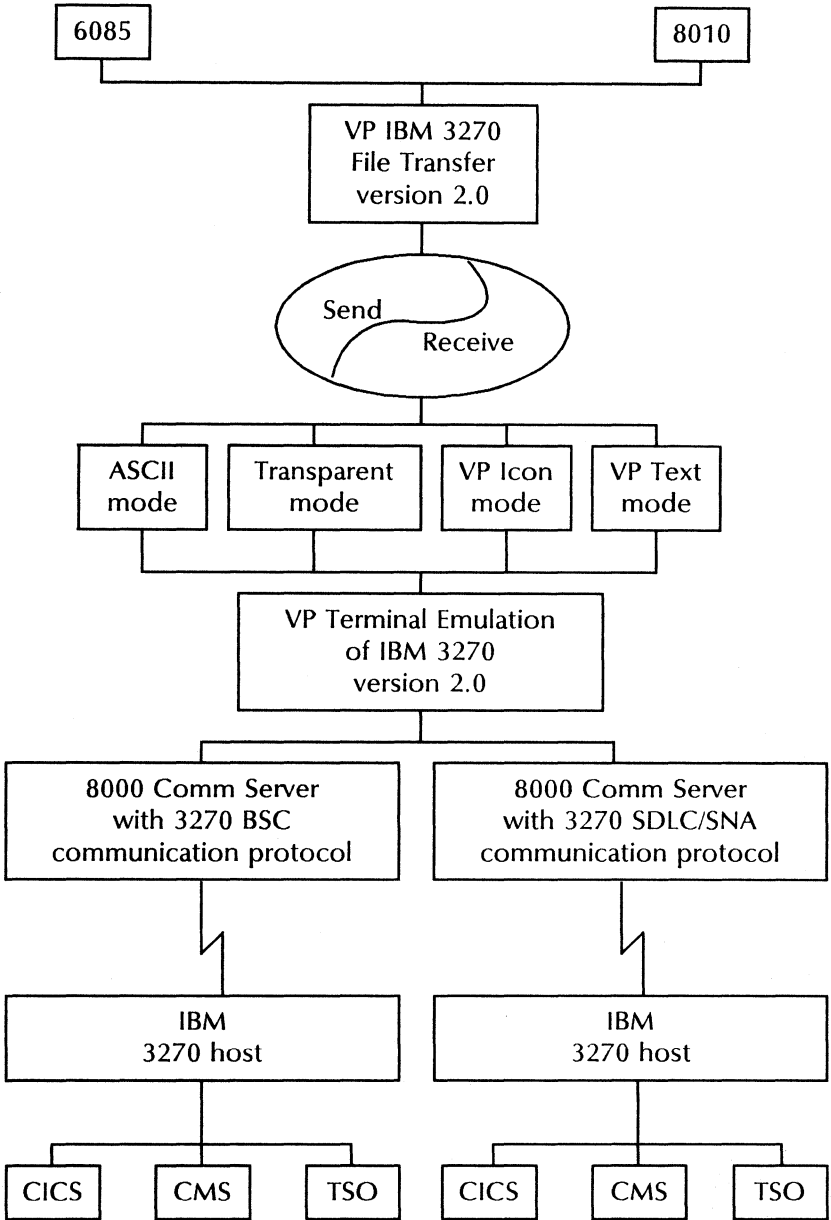 6085
8010
VP IBM 3270
File Transfer
version 2.0
Send
Receive
ASCII
mode
Transparent
mode
VP Icon
mode
VP Text
mode
VP Terminal Emulation
of IBM 3270
version 2.0
8000 Comm Server
with 3270 BSC
communication protocol
8000 Comm Server
with 3270 SDLC/SNA
communication protocol
IBM
3270 host
IBM
3270 host
CICS
CMS
TSO
CICS
CMS
TSO